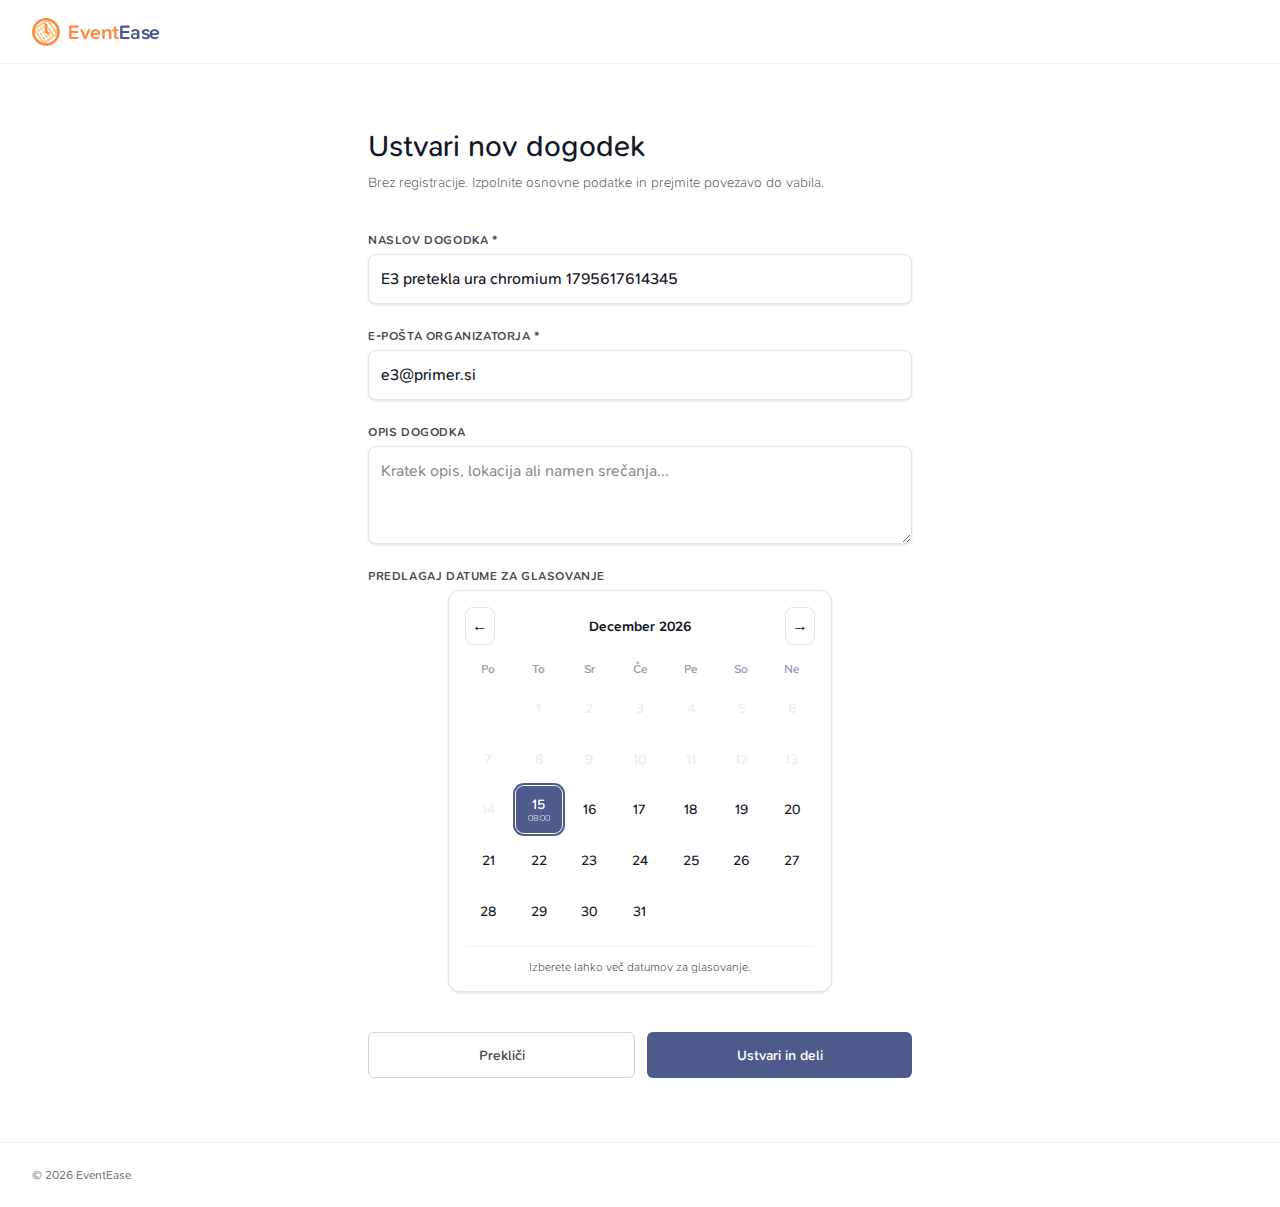 EventEase
Ustvari nov dogodek
Brez registracije. Izpolnite osnovne podatke in prejmite povezavo do vabila.
NASLOV DOGODKA *
E3 pretekla ura chromium 1795617614345
E-POŠTA ORGANIZATORJA *
e3@primer.si
OPIS DOGODKA
Kratek opis, lokacija ali namen srečanja...
PREDLAGAJ DATUME ZA GLASOVANJE
← December 2026 →
Po To Sr Če Pe So Ne
1 2 3 4 5 6
7 8 9 10 11 12 13
14 15 16 17 18 19 20
08:00
21 22 23 24 25 26 27
28 29 30 31
Izberete lahko več datumov za glasovanje.
Prekliči Ustvari in deli
© 2026 EventEase